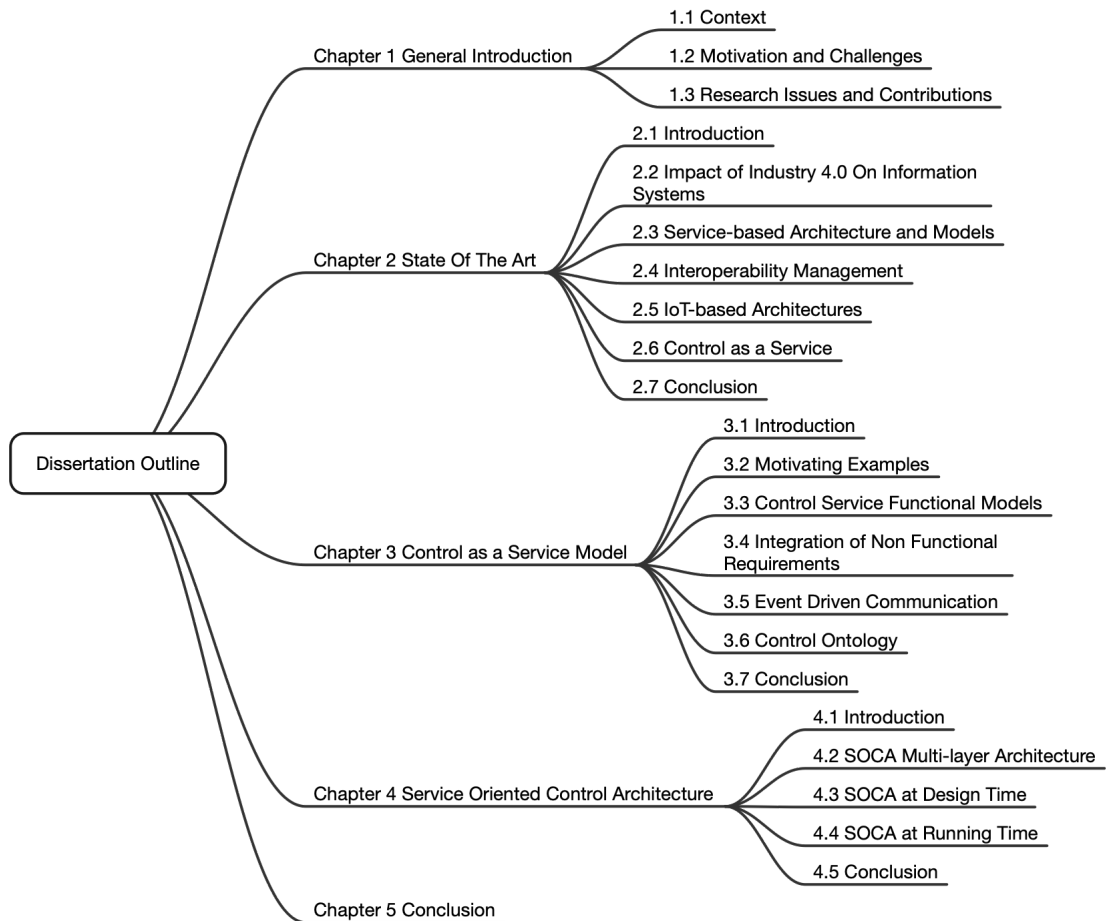 Dissertation Outline
Chapter 1 General Introduction
1.1 Context
1.2 Motivation and Challenges
1.3 Research Issues and Contributions
Chapter 2 State Of The Art
2.1 Introduction
2.2 Impact of Industry 4.0 On Information
Systems
2.3 Service-based Architecture and Models
2.4 Interoperability Management
2.5 IoT-based Architectures
2.6 Control as a Service
2.7 Conclusion
Chapter 3 Control as a Service Model
3.1 Introduction
3.2 Motivating Examples
3.3 Control Service Functional Models
3.4 Integration of Non Functional
Requirements
3.5 Event Driven Communication
3.6 Control Ontology
3.7 Conclusion
Chapter 4 Service Oriented Control Architecture
4.1 Introduction
4.2 SOCA Multi-layer Architecture
4.3 SOCA at Design Time
4.4 SOCA at Running Time
4.5 Conclusion
Chapter 5 Conclusion